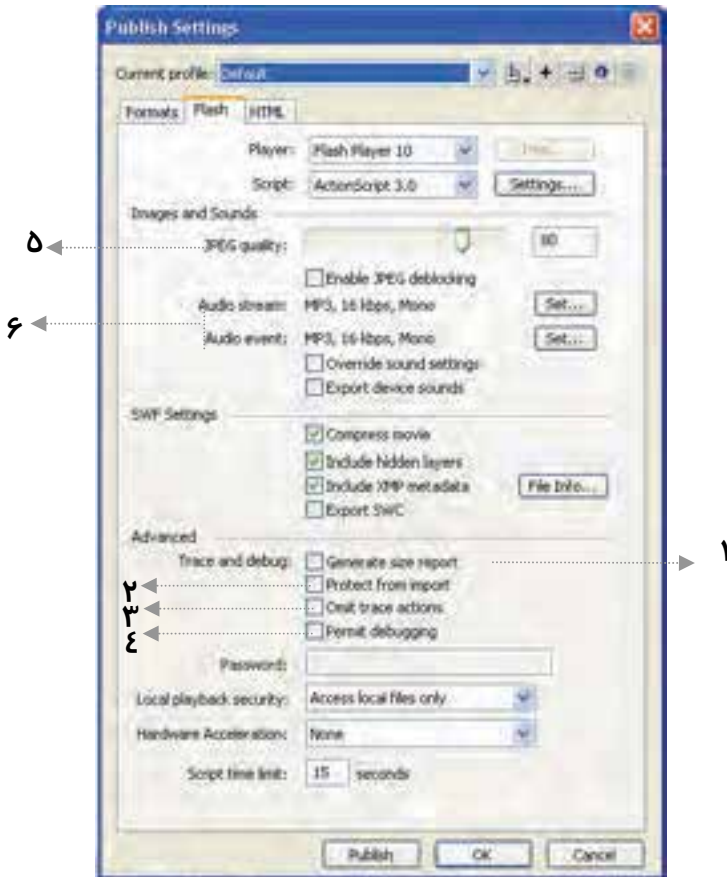 Publish Settings
Current profile: Default
Formats Flash HTML
Player: Flash Player 10
Script: ActionScript 3.0 Settings...
Images and Sounds
۵ JPEG quality: 80
Enable JPEG deblocking
Audio stream: MP3, 16 kbps, Mono Set...
۶
Audio event: MP3, 16 kbps, Mono Set...
Override sound settings
Export device sounds
SWF Settings
Compress movie
Include hidden layers
Include XMP metadata File Info...
Export SWC
Advanced
Trace and debug: Generate size report ۱
۲ Protect from import
۳ Omit trace actions
٤ Permit debugging
Password:
Local playback security: Access local files only
Hardware Acceleration: None
Script time limit: 15 seconds
Publish OK Cancel